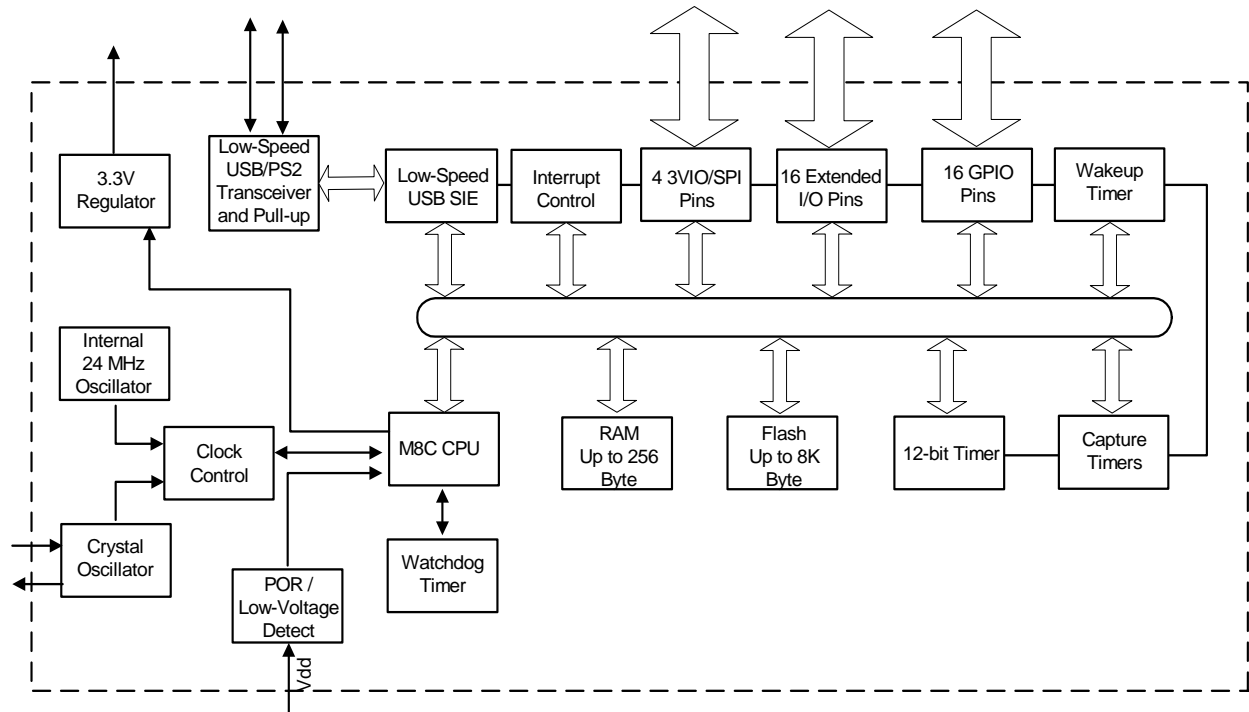 3.3V
Regulator
Low-Speed
USB/PS2
Transceiver
and Pull-up
Low-Speed
USB SIE
Interrupt
Control
4 3VIO/SPI
Pins
16 Extended
I/O Pins
16 GPIO
Pins
Wakeup
Timer
Internal
24 MHz
Oscillator
Clock
Control
Crystal
Oscillator
M8C CPU
RAM
Up to 256
Byte
Flash
Up to 8K
Byte
12-bit Timer
Capture
Timers
Watchdog
Timer
POR /
Low-Voltage
Detect
Vdd